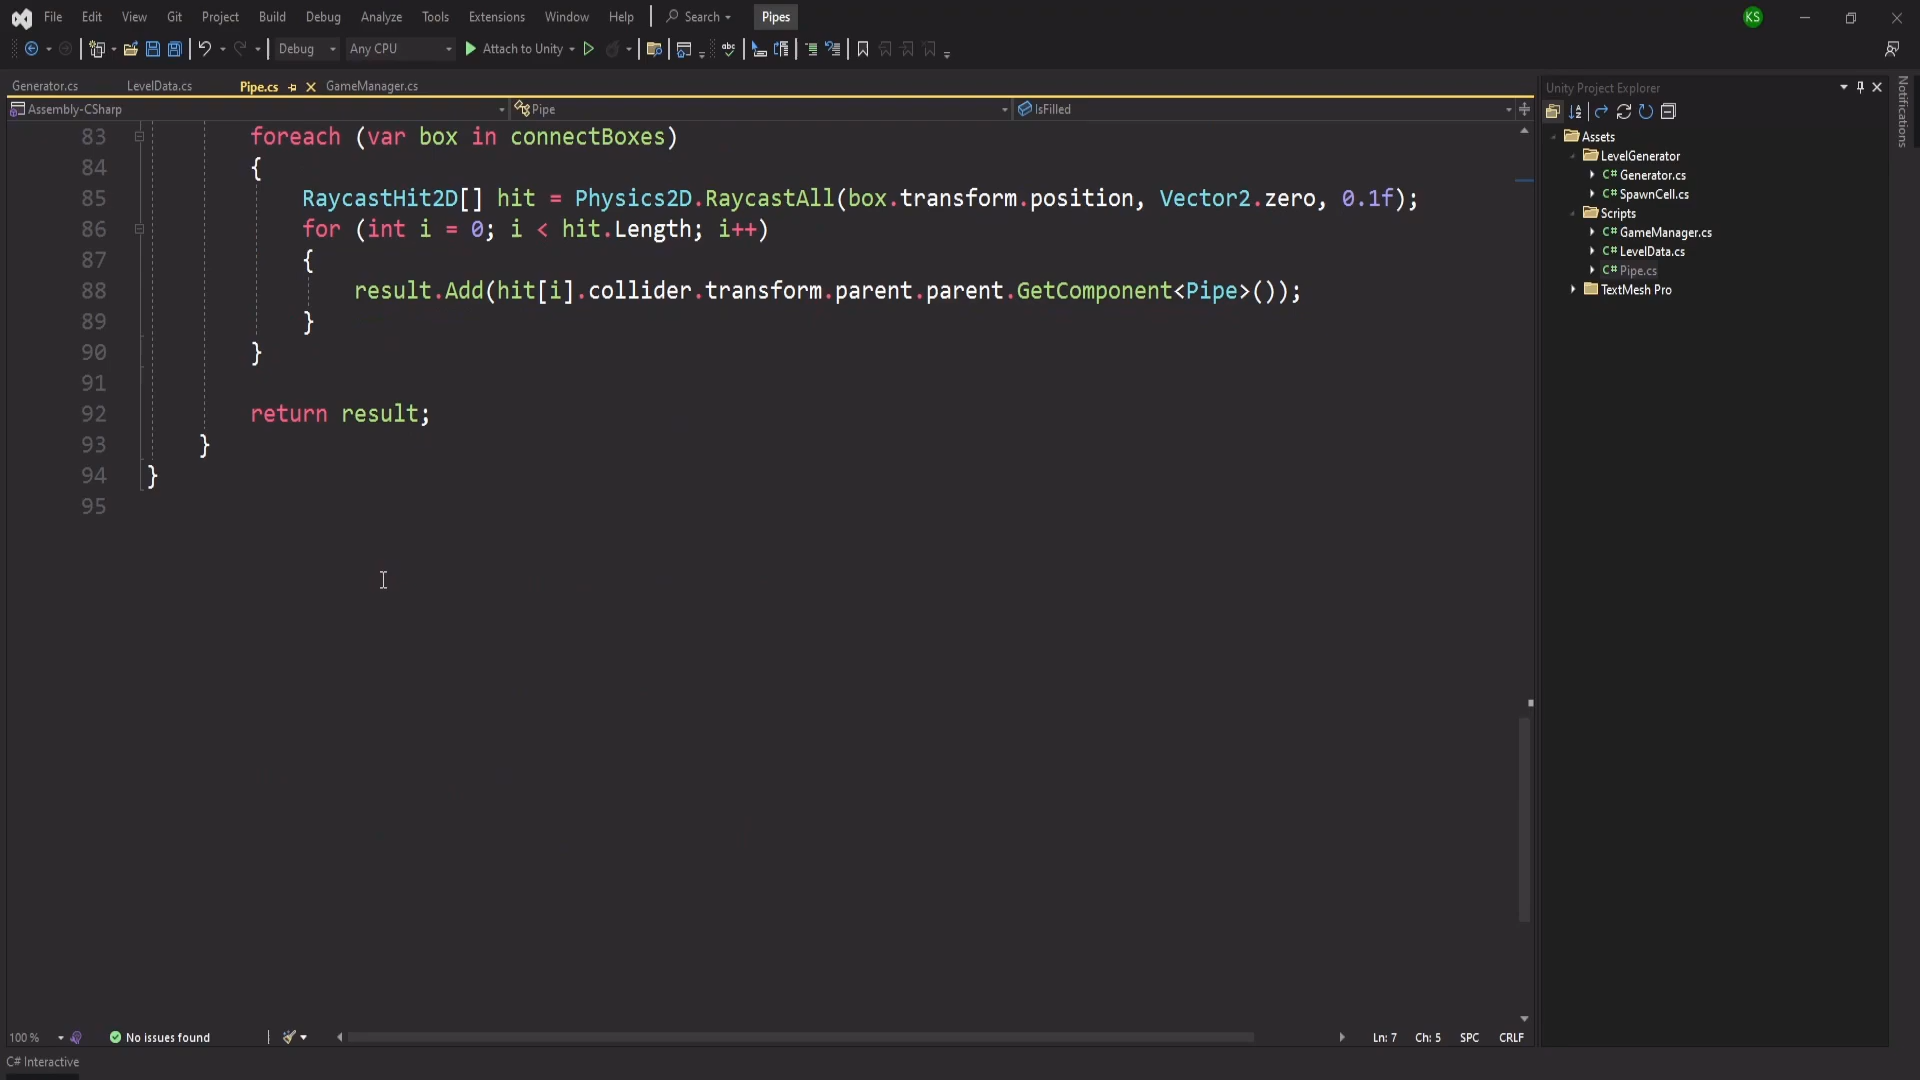 File Edit View Git Project Build Debug Analyze Tools Extensions Window Help Search Pipes KS
Debug Any CPU Attach to Unity abc
Generator.cs LevelData.cs Pipe.cs GameManager.cs
Assembly-CSharp Pipe IsFilled
83 foreach (var box in connectBoxes)
84 {
85 RaycastHit2D[] hit = Physics2D.RaycastAll(box.transform.position, Vector2.zero, 0.1f);
86 for (int i = 0; i < hit.Length; i++)
87 {
88 result.Add(hit[i].collider.transform.parent.parent.GetComponent<Pipe>());
89 }
90 }
91
92 return result;
93 }
94 }
95
Unity Project Explorer
Assets
LevelGenerator
C# Generator.cs
C# SpawnCell.cs
Scripts
C# GameManager.cs
C# LevelData.cs
C# Pipe.cs
TextMesh Pro
Notifications
100 % No issues found Ln: 7 Ch: 5 SPC CRLF
C# Interactive